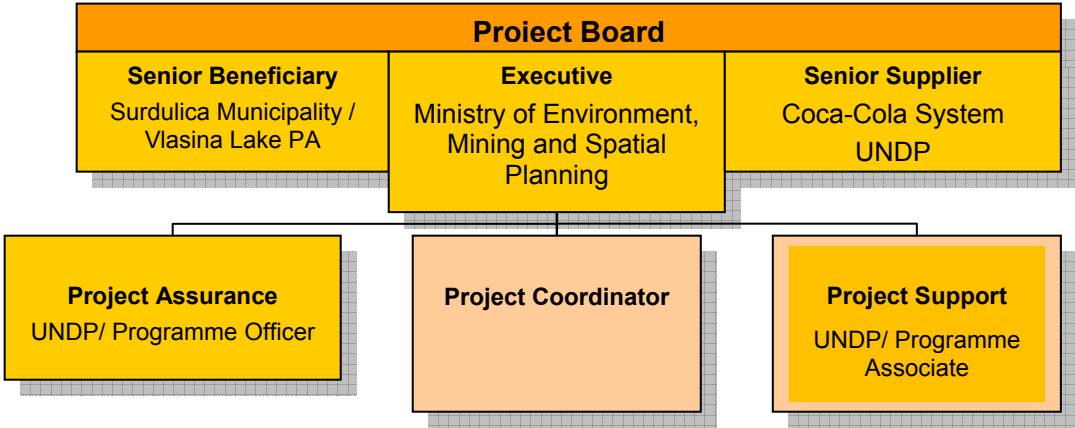 Project Board
Senior Beneficiary
Surdulica Municipality /
Vlasina Lake PA
Executive
Ministry of Environment,
Mining and Spatial
Planning
Senior Supplier
Coca-Cola System
UNDP
Project Assurance
UNDP/ Programme Officer
Project Coordinator
Project Support
UNDP/ Programme
Associate